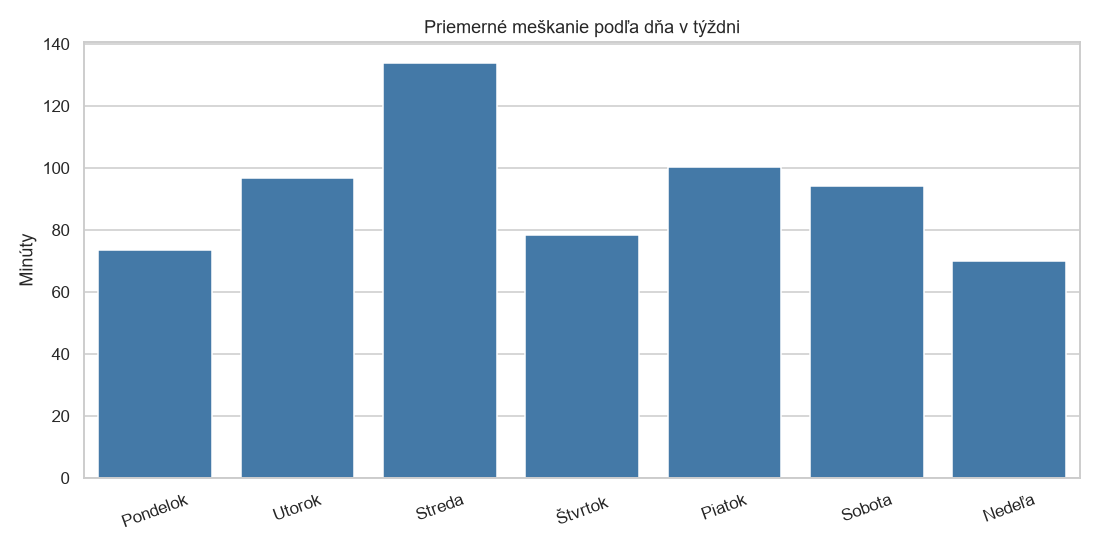 Priemerné meškanie podľa dňa v týždni
Minúty
140
120
100
80
60
40
20
0
Pondelok
Utorok
Streda
Štvrtok
Piatok
Sobota
Nedeľa